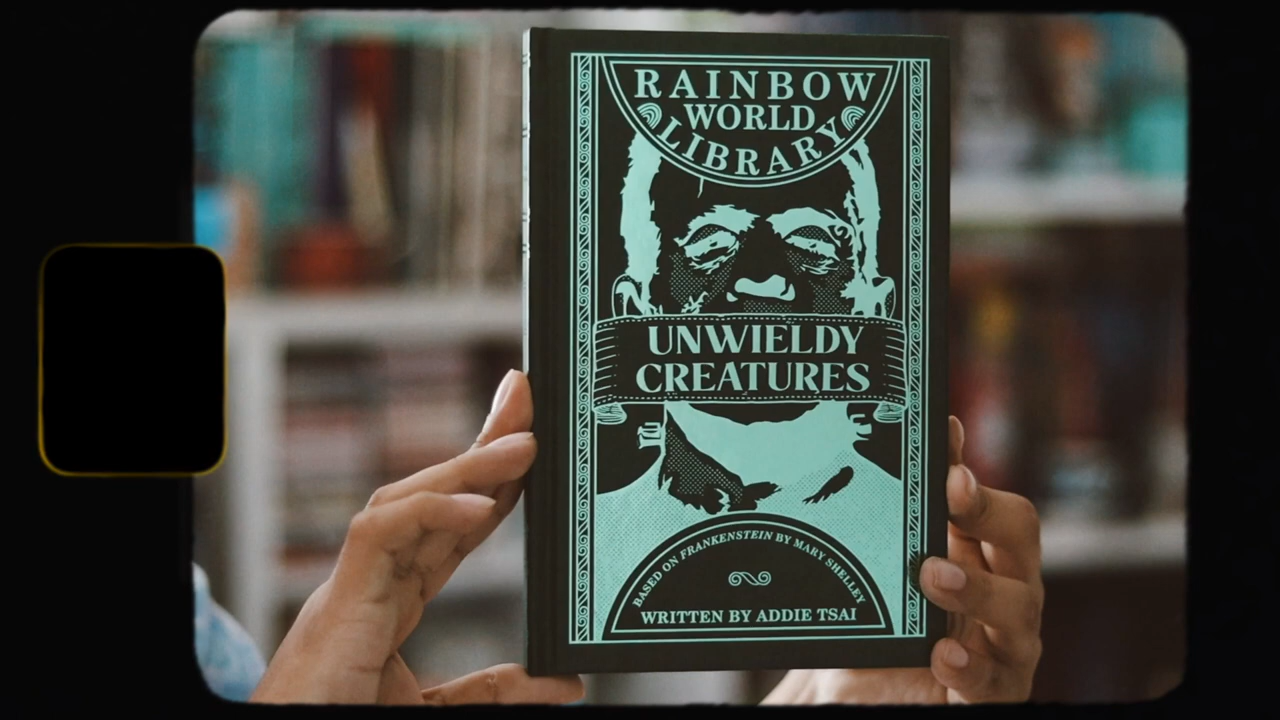 RAINBOW
WORLD
LIBRARY
UNWIELDY
CREATURES
BASED ON FRANKENSTEIN BY MARY SHELLEY
WRITTEN BY ADDIE TSAI